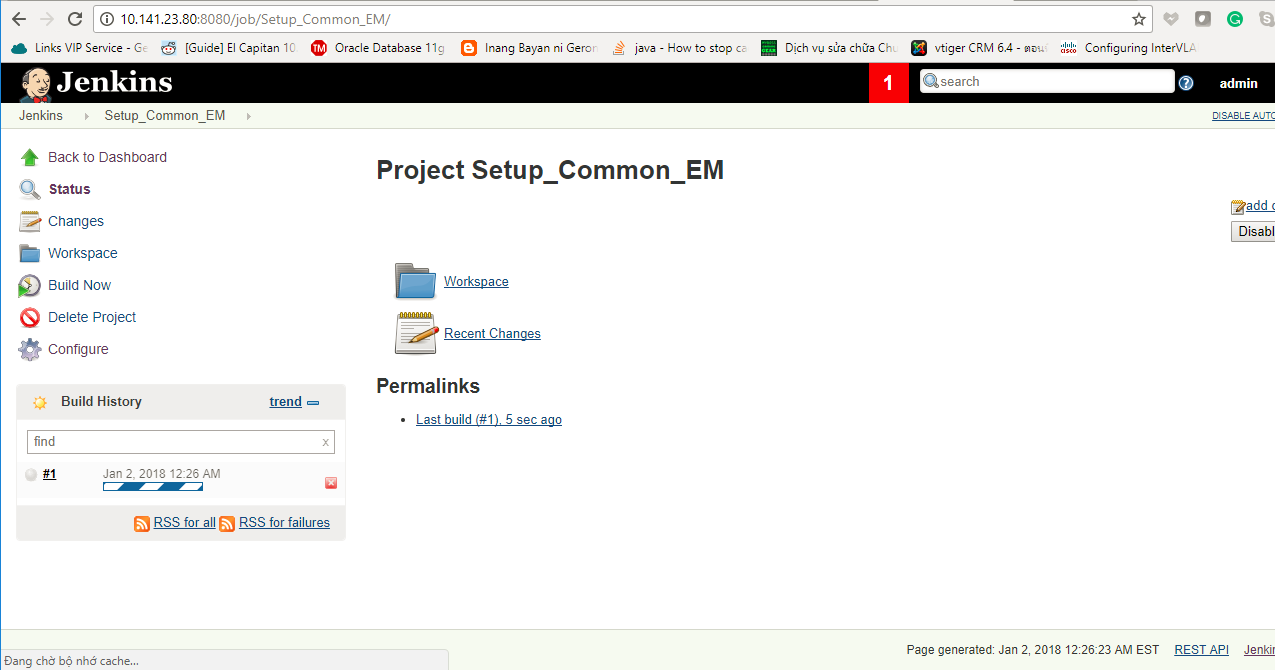 10.141.23.80:8080/job/Setup_Common_EM/
Links VIP Service - Ge [Guide] El Capitan 10. TM Oracle Database 11g Inang Bayan ni Geron java - How to stop ca Dịch vụ sửa chữa Chu vtiger CRM 6.4 - ตอน Configuring InterVLA
Jenkins 1 search ? admin
Jenkins Setup_Common_EM DISABLE AUTO
Back to Dashboard
Status
Changes
Workspace
Build Now
Delete Project
Configure
Build History trend
find x
#1 Jan 2, 2018 12:26 AM
RSS for all RSS for failures
Project Setup_Common_EM
add d
Disabl
Workspace
Recent Changes
Permalinks
Last build (#1), 5 sec ago
Page generated: Jan 2, 2018 12:26:23 AM EST REST API Jenki
Đang chờ bộ nhớ cache...